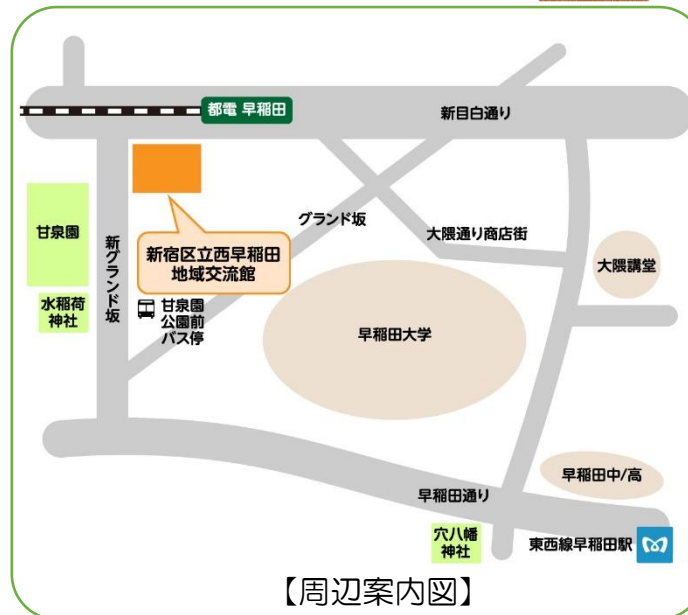 都電 早稲田
新目白通り
甘泉園
新グランド坂
グランド坂
大隈通り商店街
新宿区立西早稲田
地域交流館
大隈講堂
水稲荷
神社
甘泉園
公園前
バス停
早稲田大学
早稲田中/高
早稲田通り
穴八幡
神社
東西線早稲田駅
【周辺案内図】